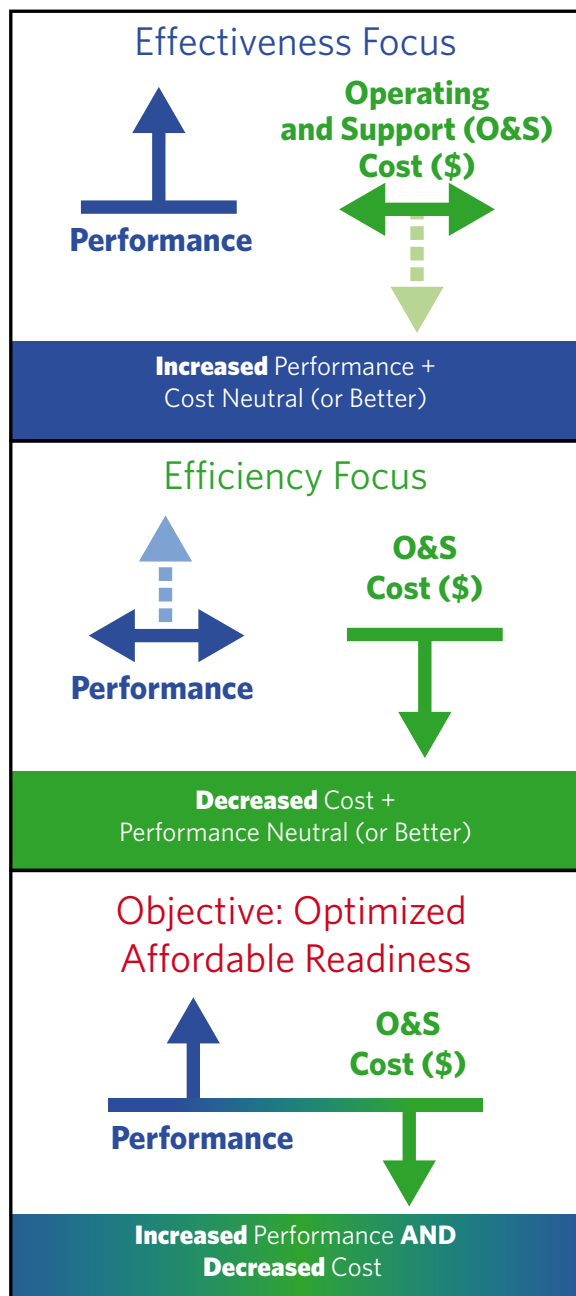 Effectiveness Focus
Operating
and Support (O&S)
Cost ($)
Performance
Increased Performance +
Cost Neutral (or Better)
Efficiency Focus
O&S
Cost ($)
Performance
Decreased Cost +
Performance Neutral (or Better)
Objective: Optimized
Affordable Readiness
O&S
Cost ($)
Performance
Increased Performance AND
Decreased Cost